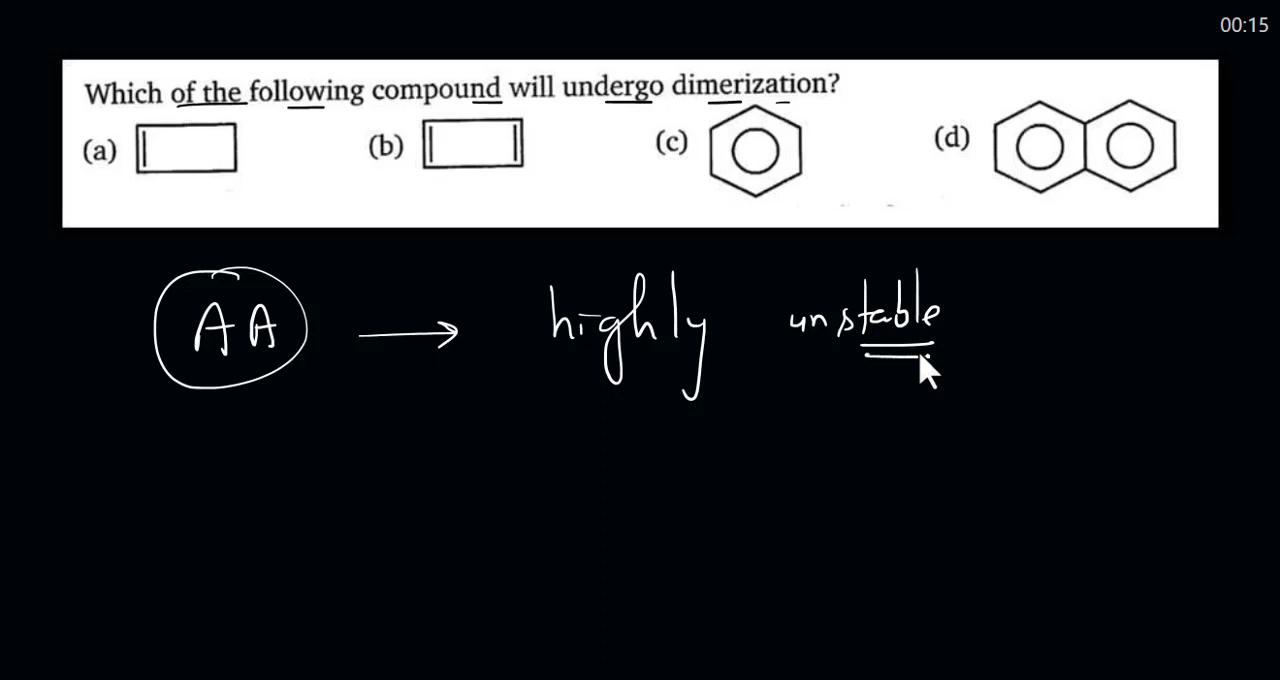 00:15
Which of the following compound will undergo dimerization?
(a) (b) (c) (d)
AA → highly unstable